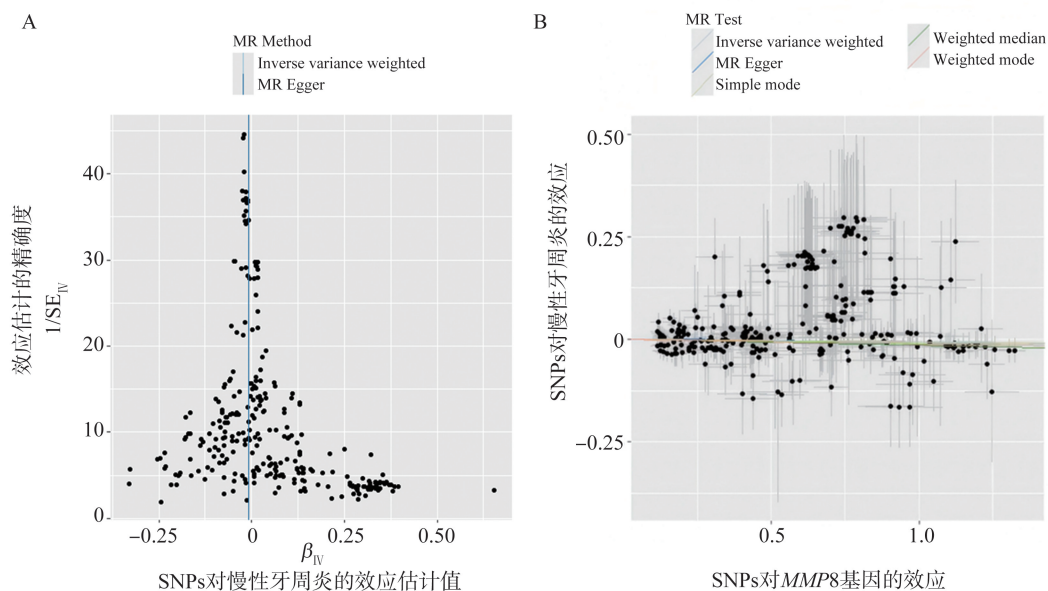 A
MR Method
Inverse variance weighted
MR Egger
效应估计的精确度
1/SE_IV
40
30
20
10
0
−0.25
0
0.25
0.50
β_IV
SNPs对慢性牙周炎的效应估计值
B
MR Test
Inverse variance weighted
MR Egger
Simple mode
Weighted median
Weighted mode
SNPs对慢性牙周炎的效应
0.50
0.25
0
−0.25
0.5
1.0
SNPs对MMP8基因的效应